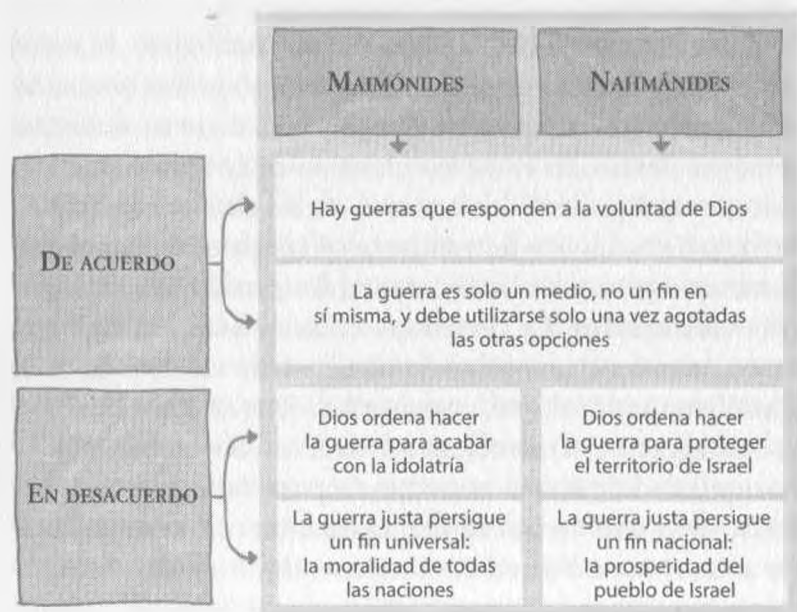 MAIMÓNIDES
NAHMÁNIDES
DE ACUERDO
Hay guerras que responden a la voluntad de Dios
La guerra es solo un medio, no un fin en
sí misma, y debe utilizarse solo una vez agotadas
las otras opciones
EN DESACUERDO
Dios ordena hacer
la guerra para acabar
con la idolatría
Dios ordena hacer
la guerra para proteger
el territorio de Israel
La guerra justa persigue
un fin universal:
la moralidad de todas
las naciones
La guerra justa persigue
un fin nacional:
la prosperidad del
pueblo de Israel